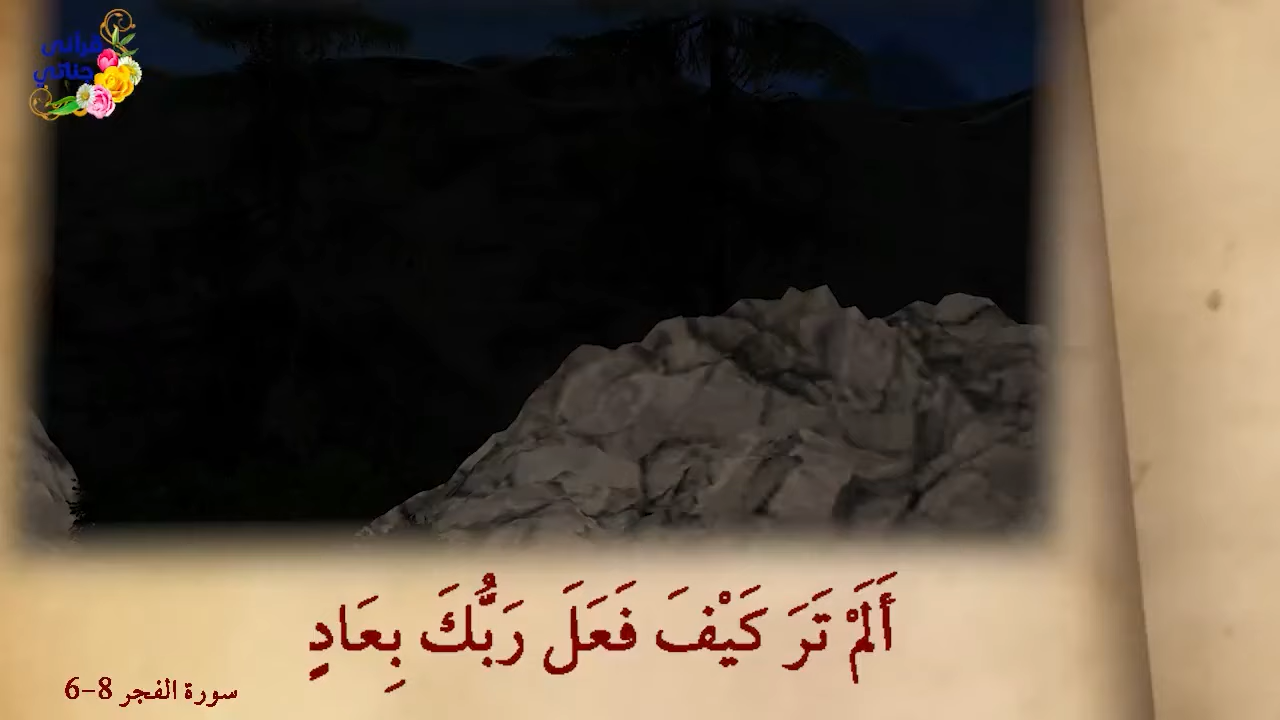 قرآني
جناتي
أَلَمْ تَرَ كَيْفَ فَعَلَ رَبُّكَ بِعَادٍ
سورة الفجر 8-6